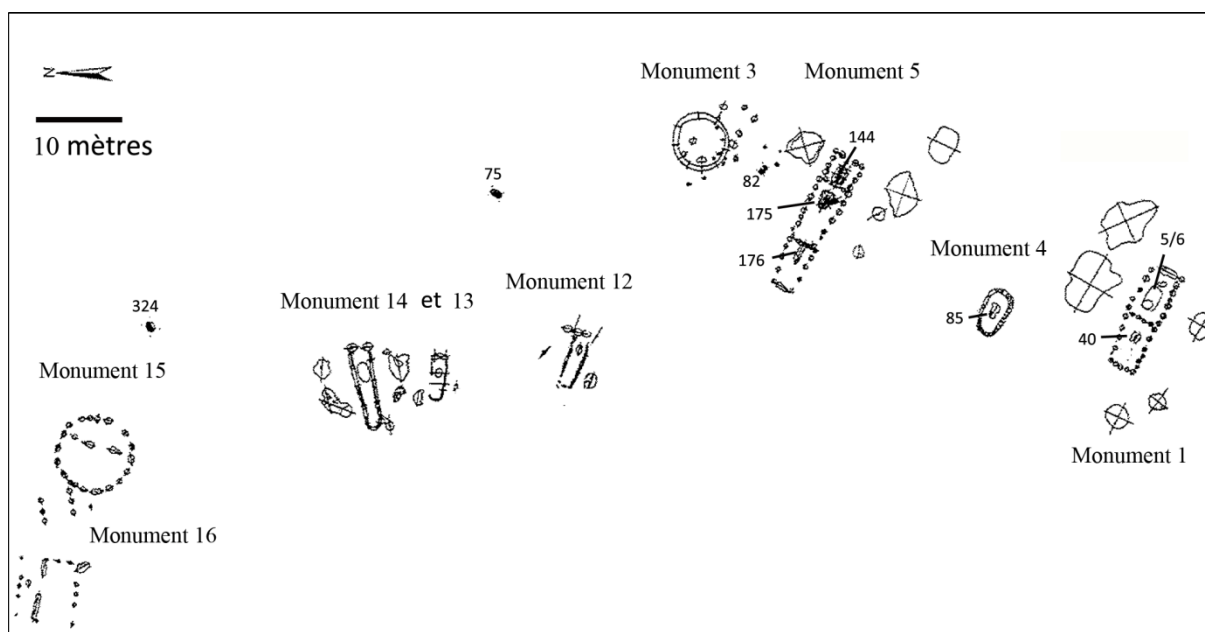 N
10 mètres
Monument 3
Monument 5
144
82
75
175
176
Monument 4
5/6
Monument 12
Monument 14 et 13
324
85
40
Monument 15
Monument 1
Monument 16